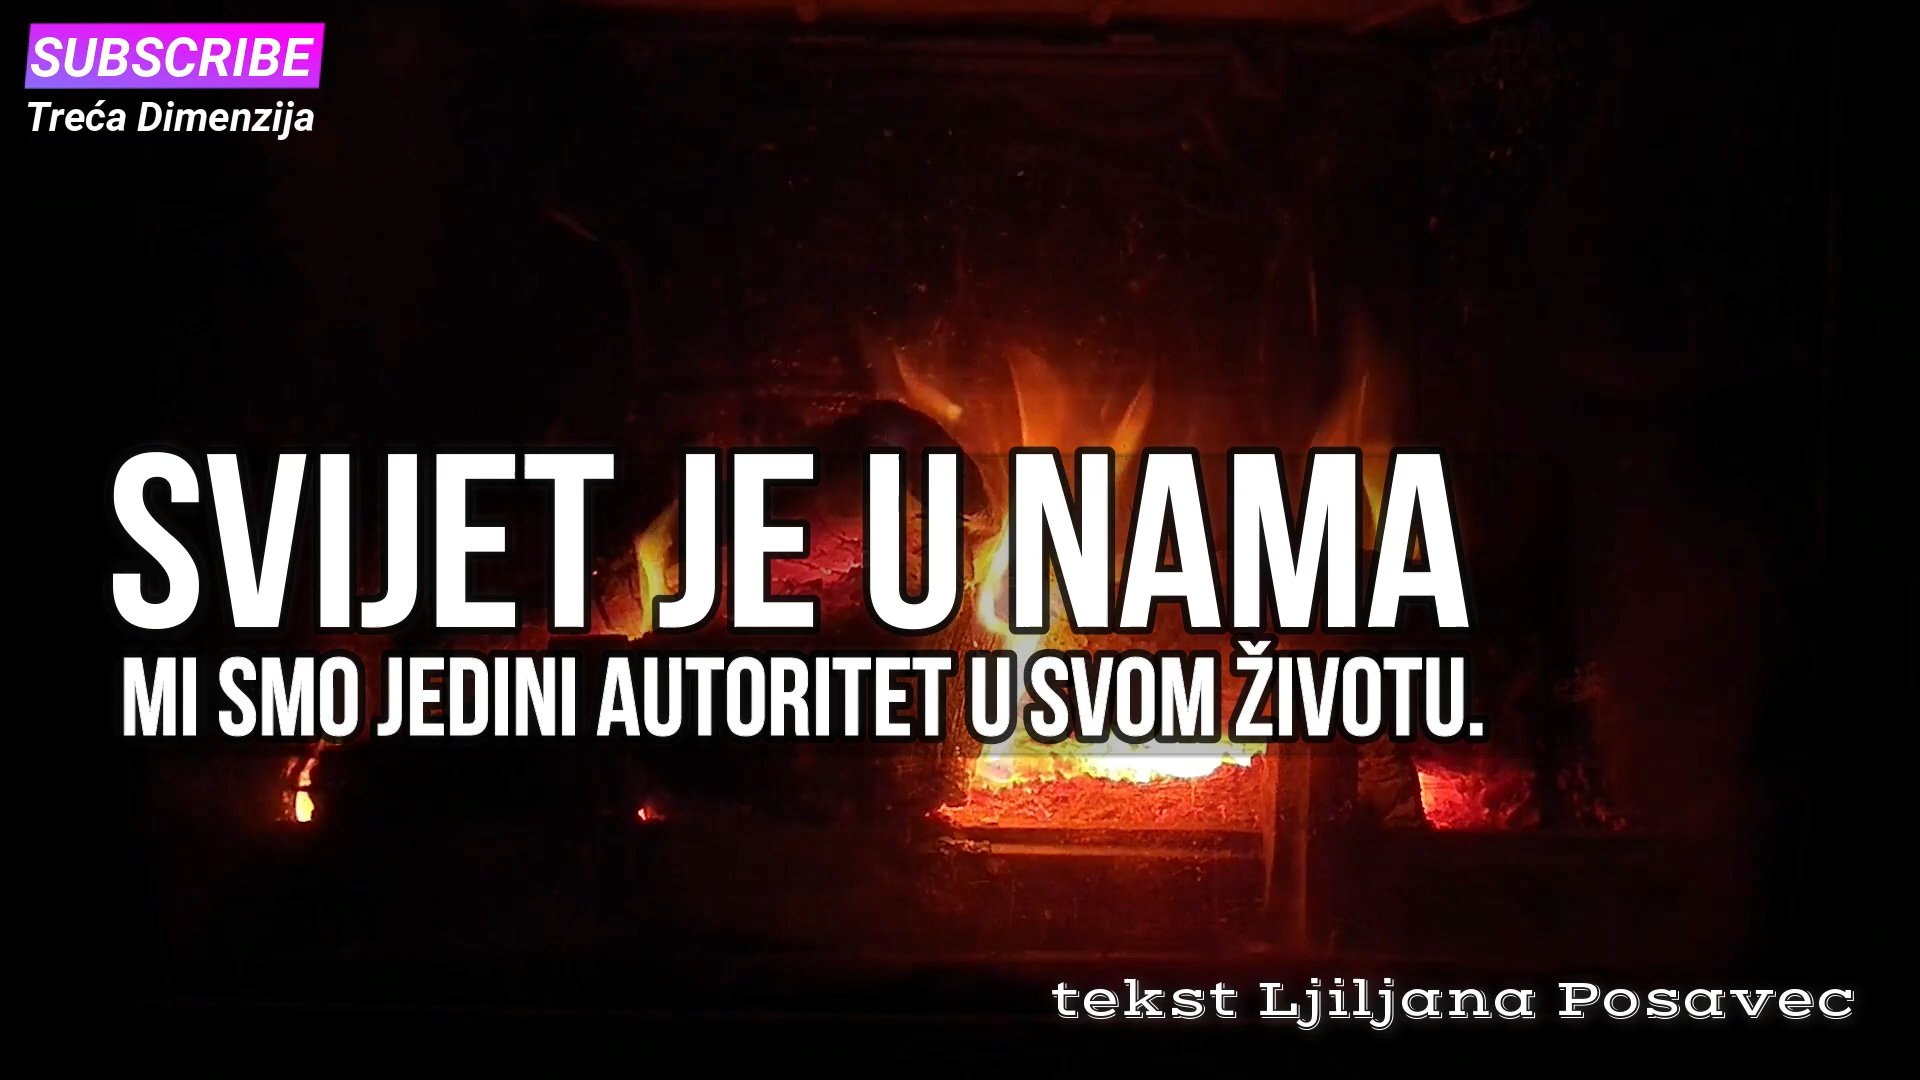 SUBSCRIBE
Treća Dimenzija
SVIJET JE U NAMA
MI SMO JEDINI AUTORITET U SVOM ŽIVOTU.
tekst Ljiljana Posavec